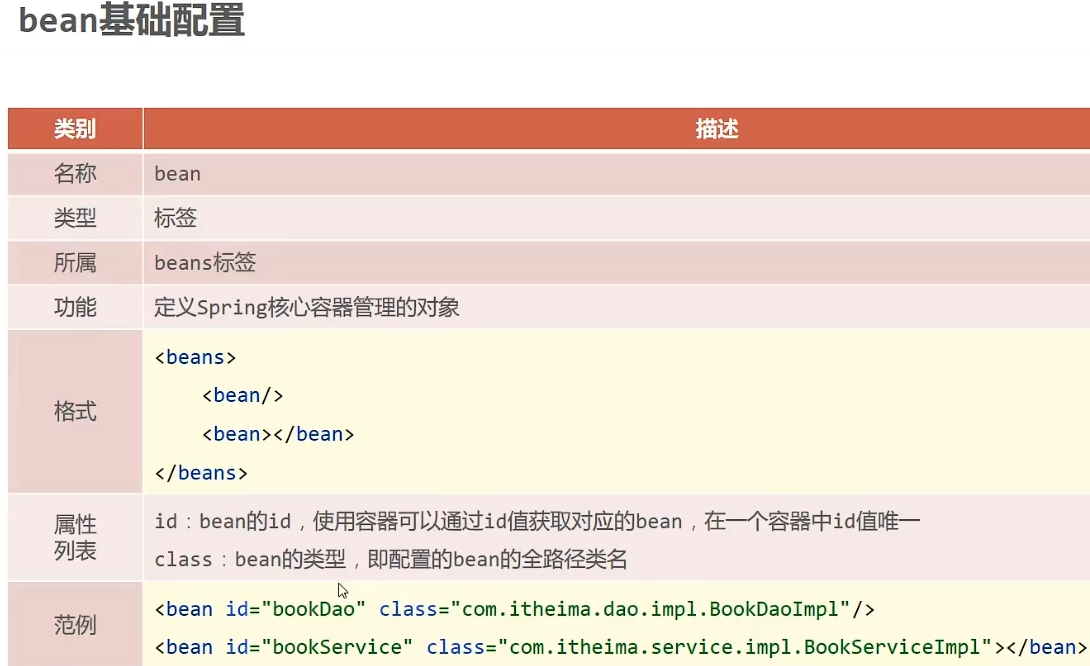 bean基础配置
类别 描述
名称 bean
类型 标签
所属 beans标签
功能 定义Spring核心容器管理的对象
格式
<beans>
<bean/>
<bean></bean>
</beans>
属性
列表
id：bean的id，使用容器可以通过id值获取对应的bean，在一个容器中id值唯一
class：bean的类型，即配置的bean的全路径类名
范例
<bean id="bookDao" class="com.itheima.dao.impl.BookDaoImpl"/>
<bean id="bookService" class="com.itheima.service.impl.BookServiceImpl"></bean>